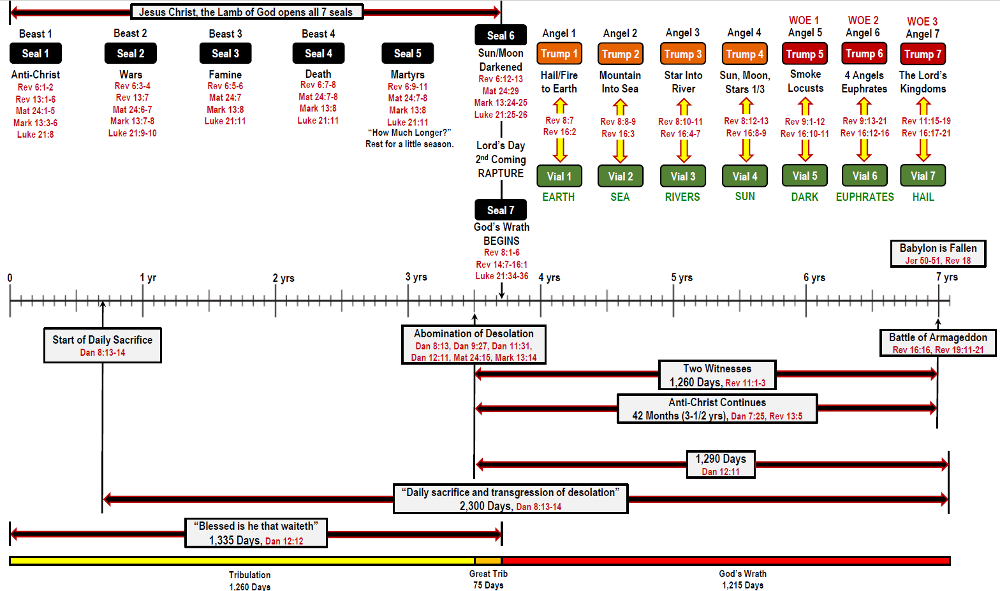 Jesus Christ, the Lamb of God opens all 7 seals
Beast 1
Seal 1
Anti-Christ
Rev 6:1-2
Rev 13:1-6
Mat 24:1-5
Mark 13:3-6
Luke 21:8
Beast 2
Seal 2
Wars
Rev 6:3-4
Rev 13:7
Mat 24:6-7
Mark 13:7-8
Luke 21:9-10
Beast 3
Seal 3
Famine
Rev 6:5-6
Mat 24:7
Mark 13:8
Luke 21:11
Beast 4
Seal 4
Death
Rev 6:7-8
Mat 24:7-8
Mark 13:8
Luke 21:11
Seal 5
Martyrs
Rev 6:9-11
Mat 24:7-8
Mark 13:8
Luke 21:11
“How Much Longer?”
Rest for a little season.
Seal 6
Sun/Moon
Darkened
Rev 6:12-13
Mat 24:29
Mark 13:24-25
Luke 21:25-26
Lord’s Day
2nd Coming
RAPTURE
Seal 7
God’s Wrath
BEGINS
Rev 8:1-6
Rev 14:7-16:1
Luke 21:34-36
Angel 1
Trump 1
Hail/Fire
to Earth
Rev 8:7
Rev 16:2
Vial 1
EARTH
Angel 2
Trump 2
Mountain
Into Sea
Rev 8:8-9
Rev 16:3
Vial 2
SEA
Angel 3
Trump 3
Star Into
River
Rev 8:10-11
Rev 16:4-7
Vial 3
RIVERS
Angel 4
Trump 4
Sun, Moon,
Stars 1/3
Rev 8:12-13
Rev 16:8-9
Vial 4
SUN
WOE 1
Angel 5
Trump 5
Smoke
Locusts
Rev 9:1-12
Rev 16:10-11
Vial 5
DARK
WOE 2
Angel 6
Trump 6
4 Angels
Euphrates
Rev 9:13-21
Rev 16:12-16
Vial 6
EUPHRATES
WOE 3
Angel 7
Trump 7
The Lord’s
Kingdoms
Rev 11:15-19
Rev 16:17-21
Vial 7
HAIL
Babylon is Fallen
Jer 50-51, Rev 18
0
1 yr
2 yrs
3 yrs
4 yrs
5 yrs
6 yrs
7 yrs
Start of Daily Sacrifice
Dan 8:13-14
Abomination of Desolation
Dan 8:13, Dan 9:27, Dan 11:31,
Dan 12:11, Mat 24:15, Mark 13:14
Battle of Armageddon
Rev 16:16, Rev 19:11-21
Two Witnesses
1,260 Days, Rev 11:1-3
Anti-Christ Continues
42 Months (3-1/2 yrs), Dan 7:25, Rev 13:5
1,290 Days
Dan 12:11
“Daily sacrifice and transgression of desolation”
2,300 Days, Dan 8:13-14
“Blessed is he that waiteth”
1,335 Days, Dan 12:12
Tribulation
1,260 Days
Great Trib
75 Days
God’s Wrath
1,215 Days